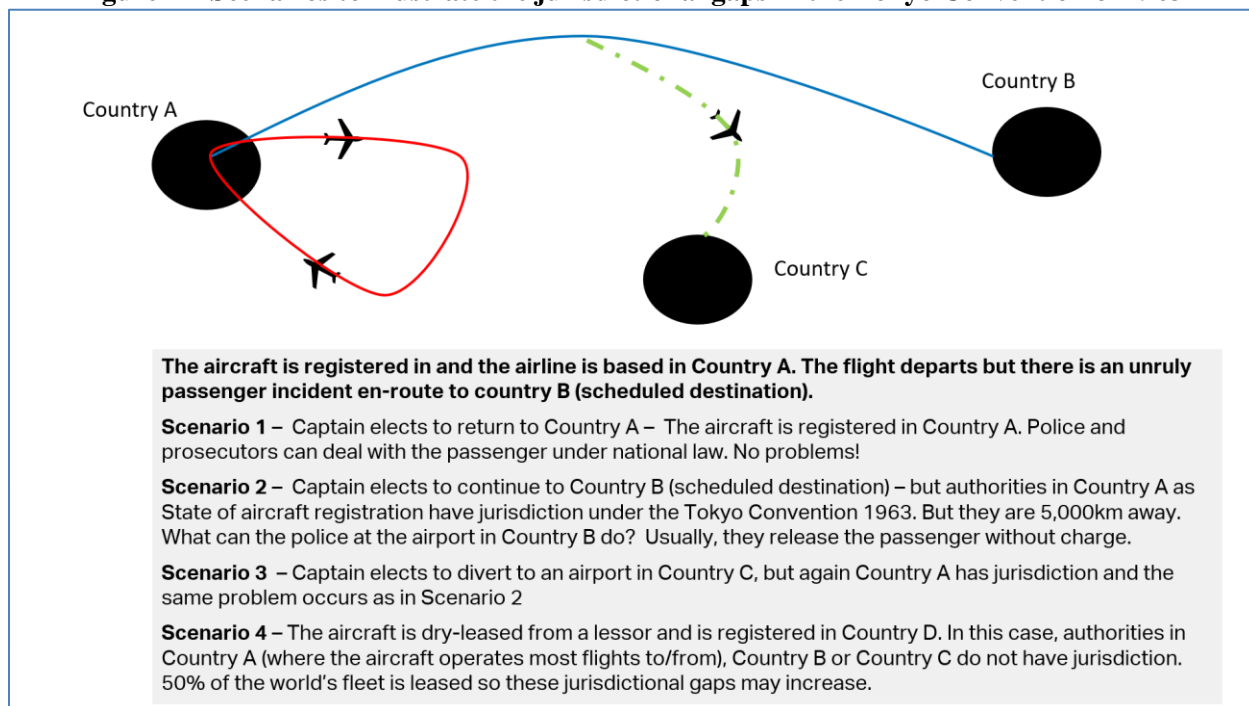 Country A
Country B
Country C
The aircraft is registered in and the airline is based in Country A. The flight departs but there is an unruly
passenger incident en-route to country B (scheduled destination).
Scenario 1 – Captain elects to return to Country A – The aircraft is registered in Country A. Police and
prosecutors can deal with the passenger under national law. No problems!
Scenario 2 – Captain elects to continue to Country B (scheduled destination) – but authorities in Country A as
State of aircraft registration have jurisdiction under the Tokyo Convention 1963. But they are 5,000km away.
What can the police at the airport in Country B do? Usually, they release the passenger without charge.
Scenario 3 – Captain elects to divert to an airport in Country C, but again Country A has jurisdiction and the
same problem occurs as in Scenario 2
Scenario 4 – The aircraft is dry-leased from a lessor and is registered in Country D. In this case, authorities in
Country A (where the aircraft operates most flights to/from), Country B or Country C do not have jurisdiction.
50% of the world's fleet is leased so these jurisdictional gaps may increase.